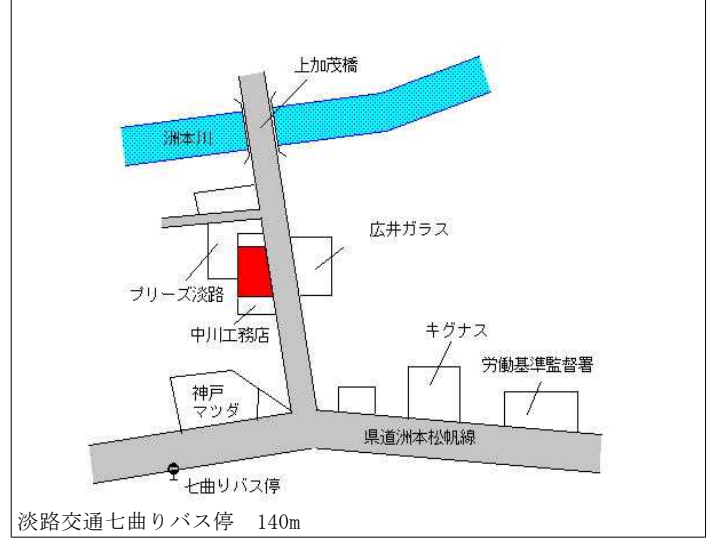 上加茂橋
洲本川
広井ガラス
ブリーズ淡路
中川工務店
キグナス
労働基準監督署
神戸
マツダ
県道洲本松帆線
七曲りバス停
淡路交通七曲りバス停　140m